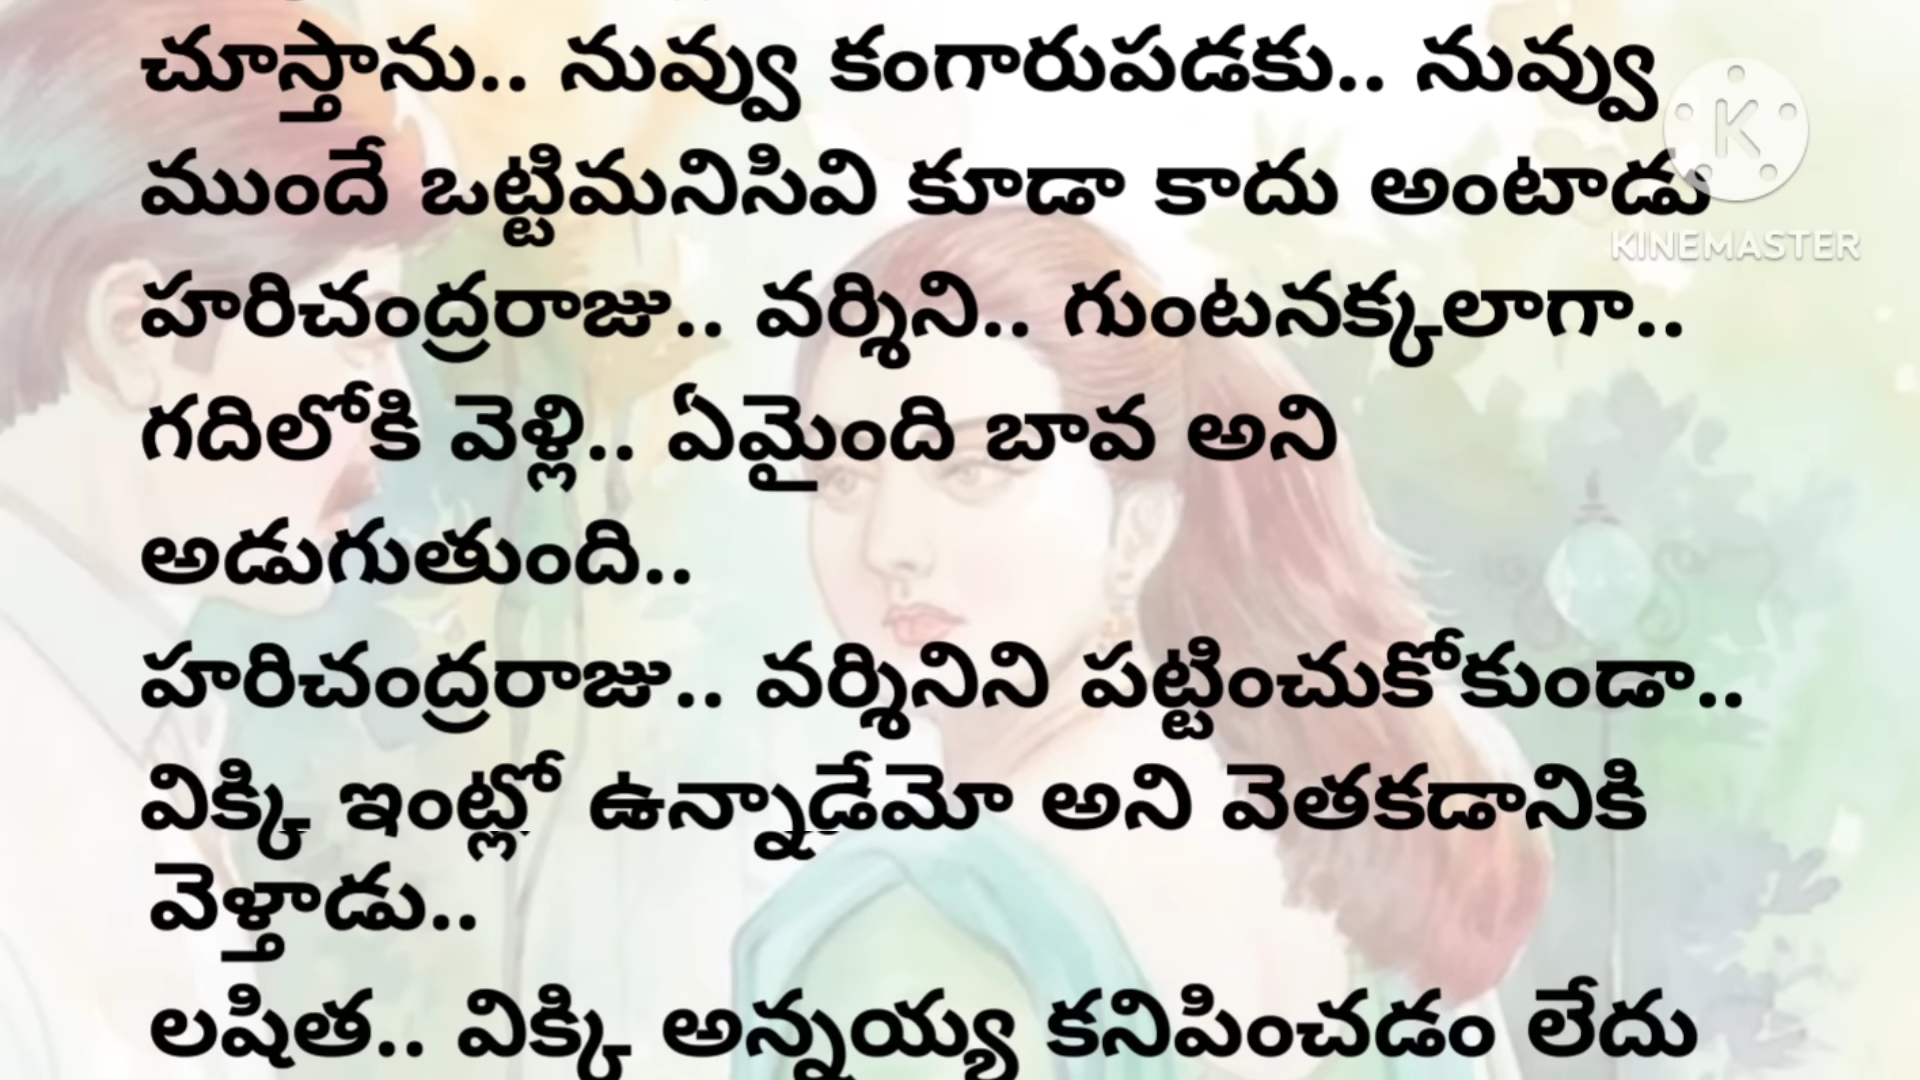 చూస్తాను.. నువ్వు కంగారుపడకు.. నువ్వు
ముందే ఒట్టిమనిసివి కూడా కాదు అంటాడు
హరిచంద్రరాజు.. వర్శిని.. గుంటనక్కలాగా..
గదిలోకి వెళ్లి.. ఏమైంది బావ అని
అడుగుతుంది..
హరిచంద్రరాజు.. వర్శినిని పట్టించుకోకుండా..
విక్కి ఇంట్లో ఉన్నాడేమో అని వెతకడానికి
వెళ్తాడు..
లషిత.. విక్కి అన్నయ్య కనిపించడం లేదు
K
KINEMASTER